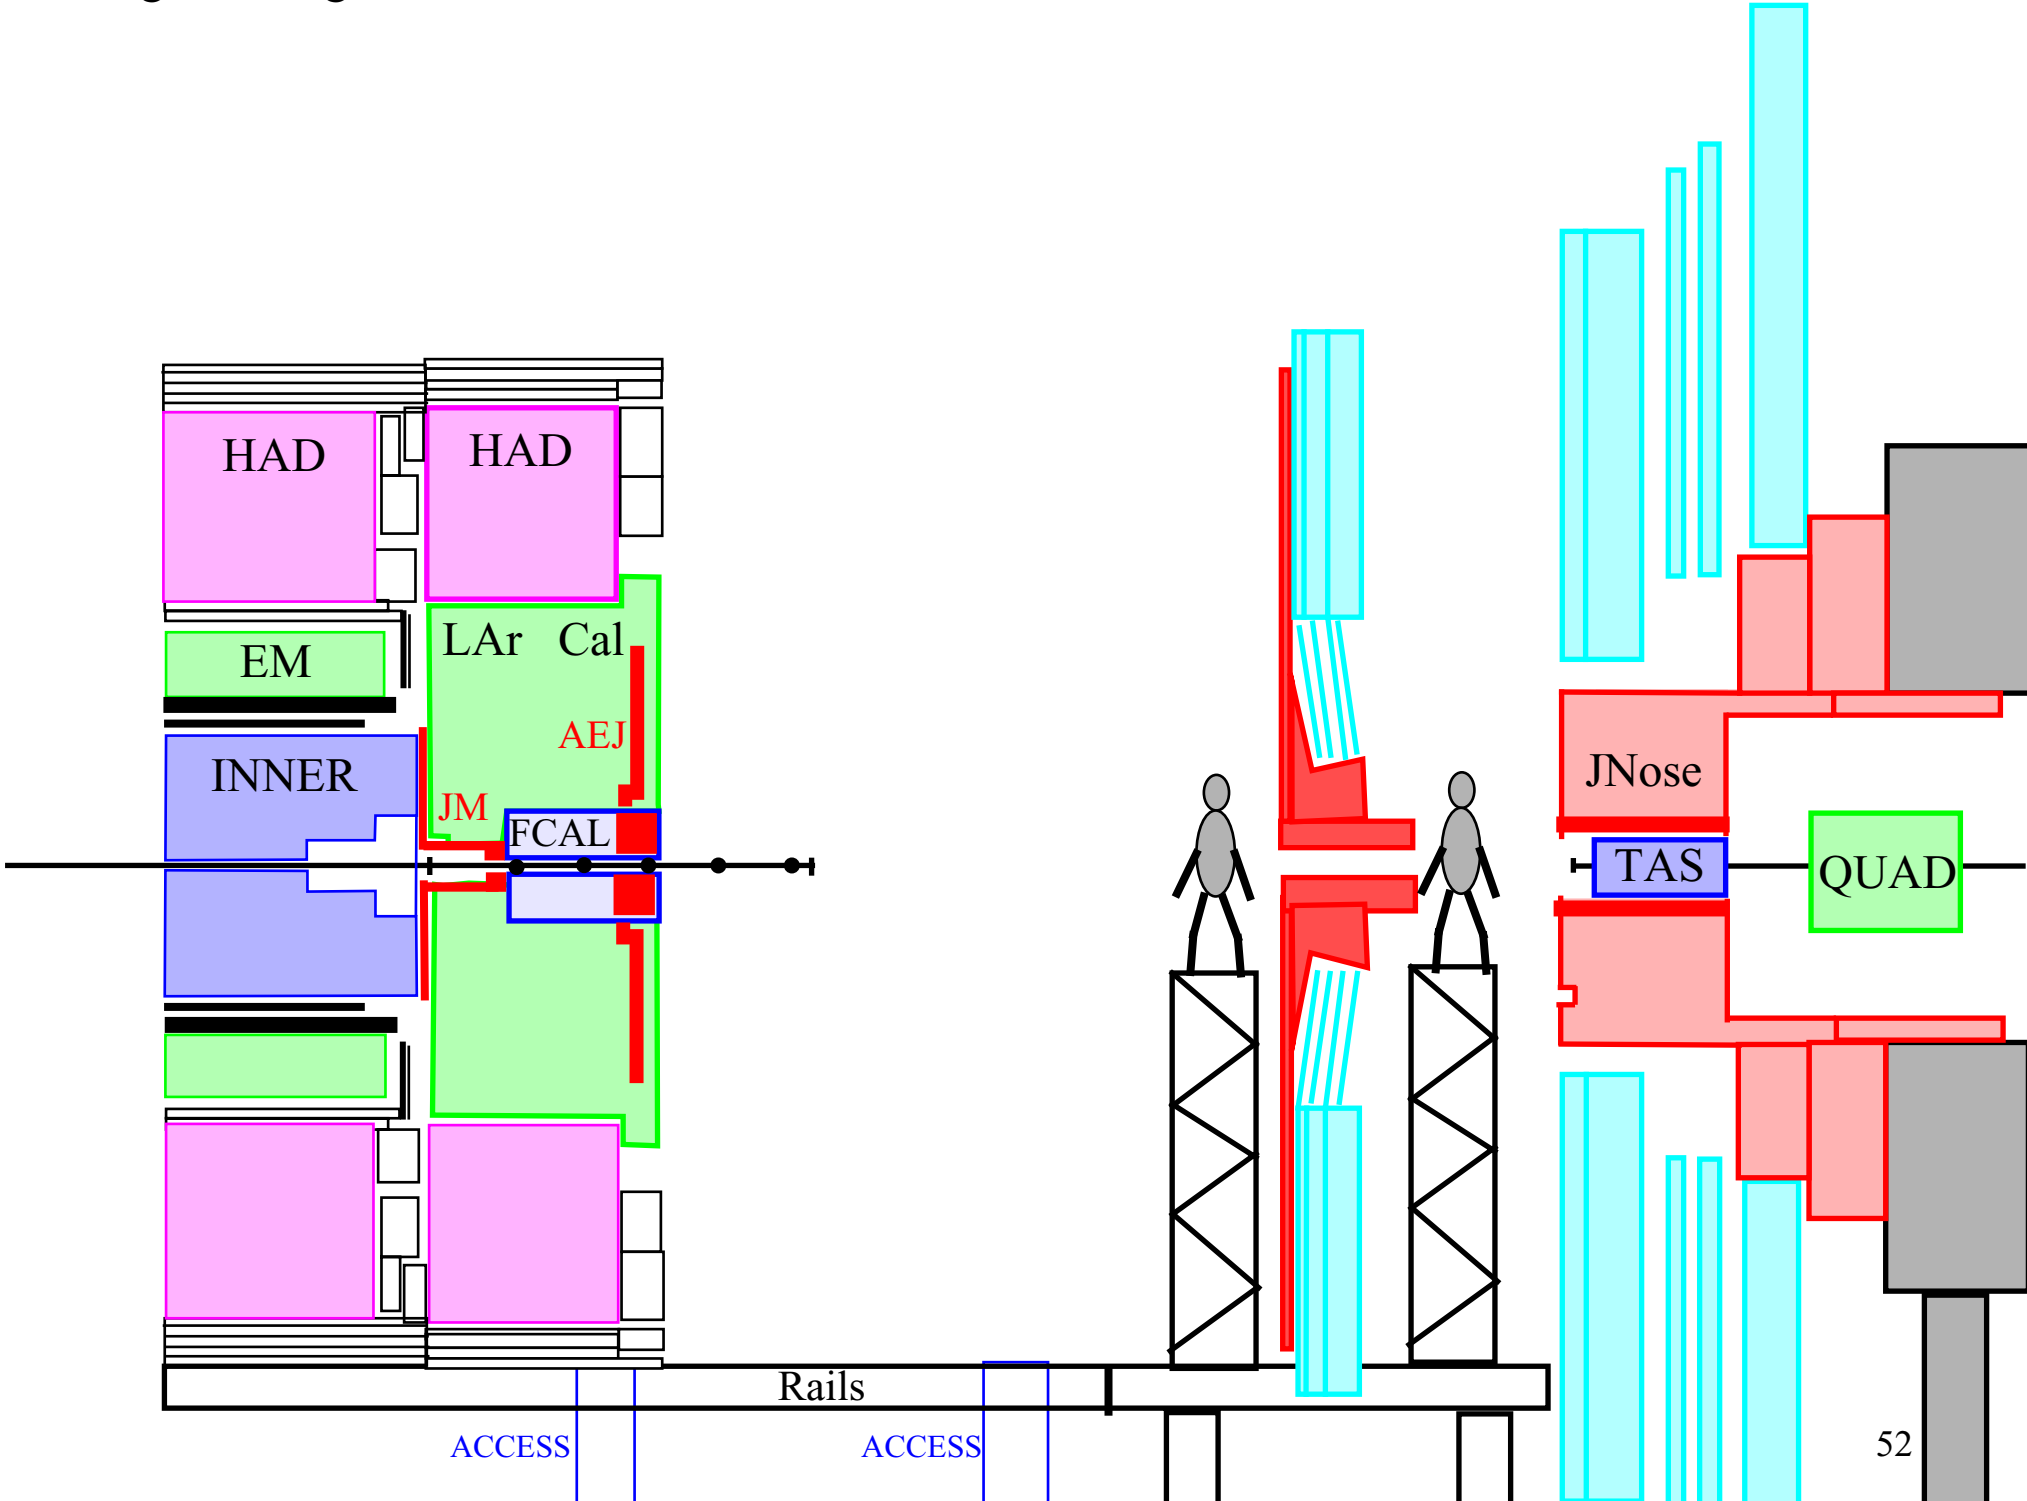 HAD
HAD
LAr Cal
EM
AEJ
INNER
JNose
JM
FCAL
TAS
QUAD
Rails
ACCESS
ACCESS
52